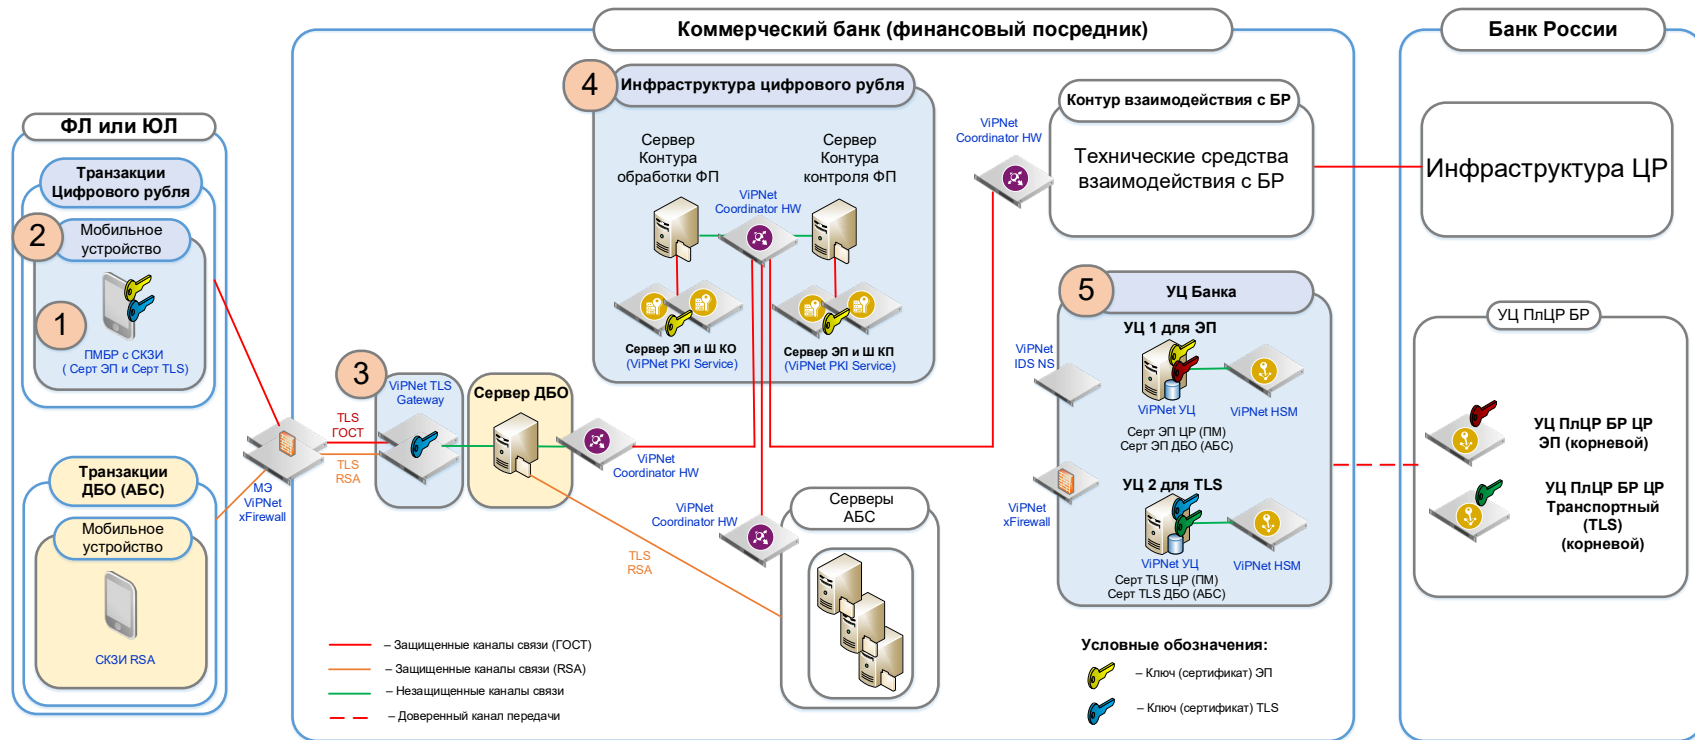 Коммерческий банк (финансовый посредник)
Банк России
ФЛ или ЮЛ
Транзакции
Цифрового рубля
2
Мобильное
устройство
1
ПМБР с СКЗИ
( Серт ЭП и Серт TLS)
Транзакции
ДБО (АБС)
Мобильное
устройство
СКЗИ RSA
МЭ
ViPNet
xFirewall
TLS
ГОСТ
TLS
RSA
3
ViPNet TLS
Gateway
Сервер ДБО
ViPNet
Coordinator HW
4
Инфраструктура цифрового рубля
Сервер
Контура
обработки ФП
Сервер
Контура
контроля ФП
ViPNet
Coordinator HW
Сервер ЭП и Ш КО
(ViPNet PKI Service)
Сервер ЭП и Ш КП
(ViPNet PKI Service)
ViPNet
Coordinator HW
TLS
RSA
Серверы
АБС
ViPNet
Coordinator HW
Контур взаимодействия с БР
Технические средства
взаимодействия с БР
Инфраструктура ЦР
5
УЦ Банка
ViPNet
IDS NS
УЦ 1 для ЭП
ViPNet УЦ
ViPNet HSM
Серт ЭП ЦР (ПМ)
Серт ЭП ДБО (АБС)
ViPNet
xFirewall
УЦ 2 для TLS
ViPNet УЦ
ViPNet HSM
Серт TLS ЦР (ПМ)
Серт TLS ДБО (АБС)
УЦ ПлЦР БР
УЦ ПлЦР БР ЦР
ЭП (корневой)
УЦ ПлЦР БР ЦР
Транспортный
(TLS)
(корневой)
– Защищенные каналы связи (ГОСТ)
– Защищенные каналы связи (RSA)
– Незащищенные каналы связи
– Доверенный канал передачи
Условные обозначения:
– Ключ (сертификат) ЭП
– Ключ (сертификат) TLS